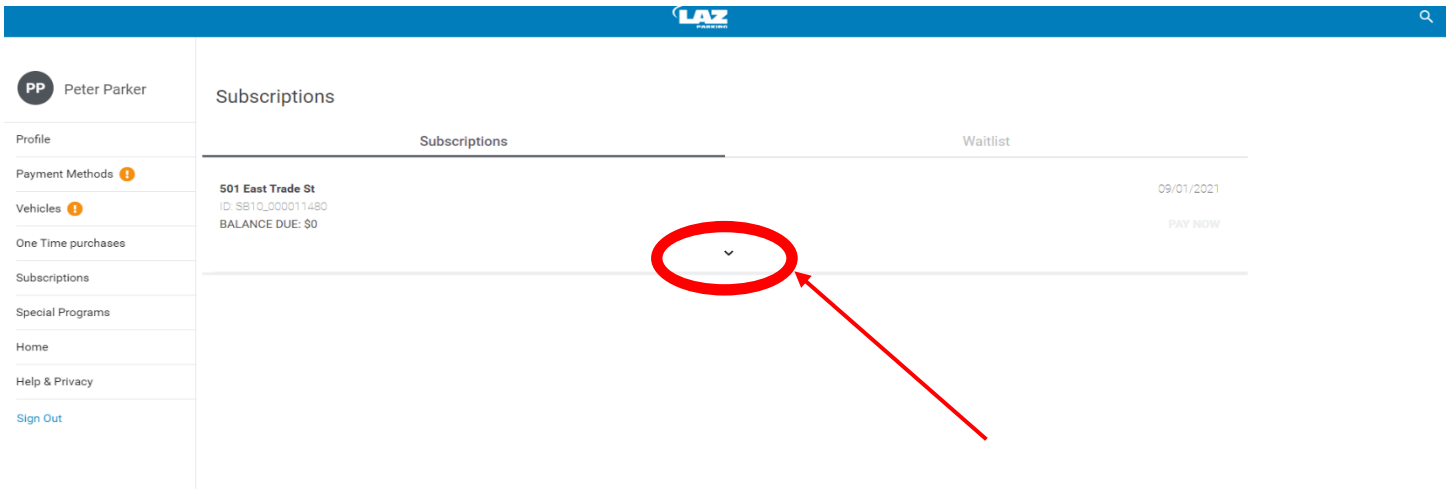 LAZ
PARKING
PP
Peter Parker
Profile
Payment Methods !
Vehicles !
One Time purchases
Subscriptions
Special Programs
Home
Help & Privacy
Sign Out
Subscriptions
Subscriptions
Waitlist
501 East Trade St
09/01/2021
ID: SB10_000011480
BALANCE DUE: $0
PAY NOW